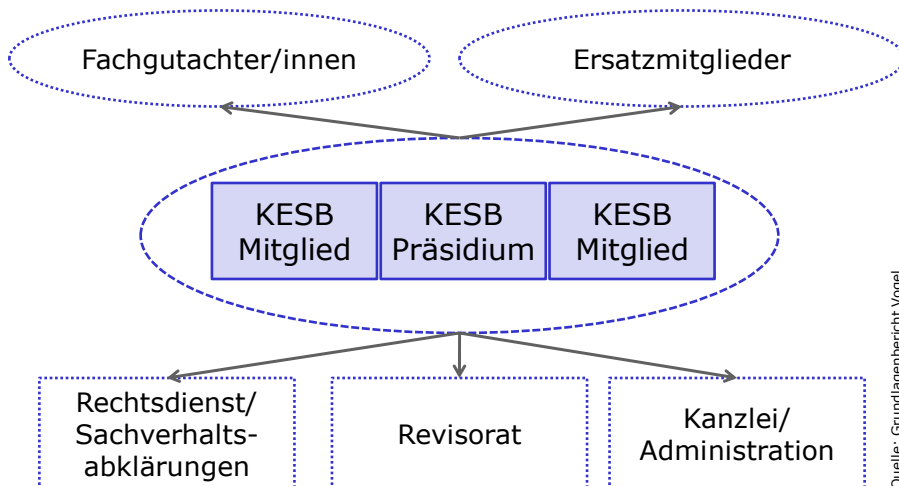 Fachgutachter/innen
Ersatzmitglieder
KESB
Mitglied
KESB
Präsidium
KESB
Mitglied
Rechtsdienst/
Sachverhalts-
abklärungen
Revisorat
Kanzlei/
Administration
Quelle: Grundlagenbericht Vogel